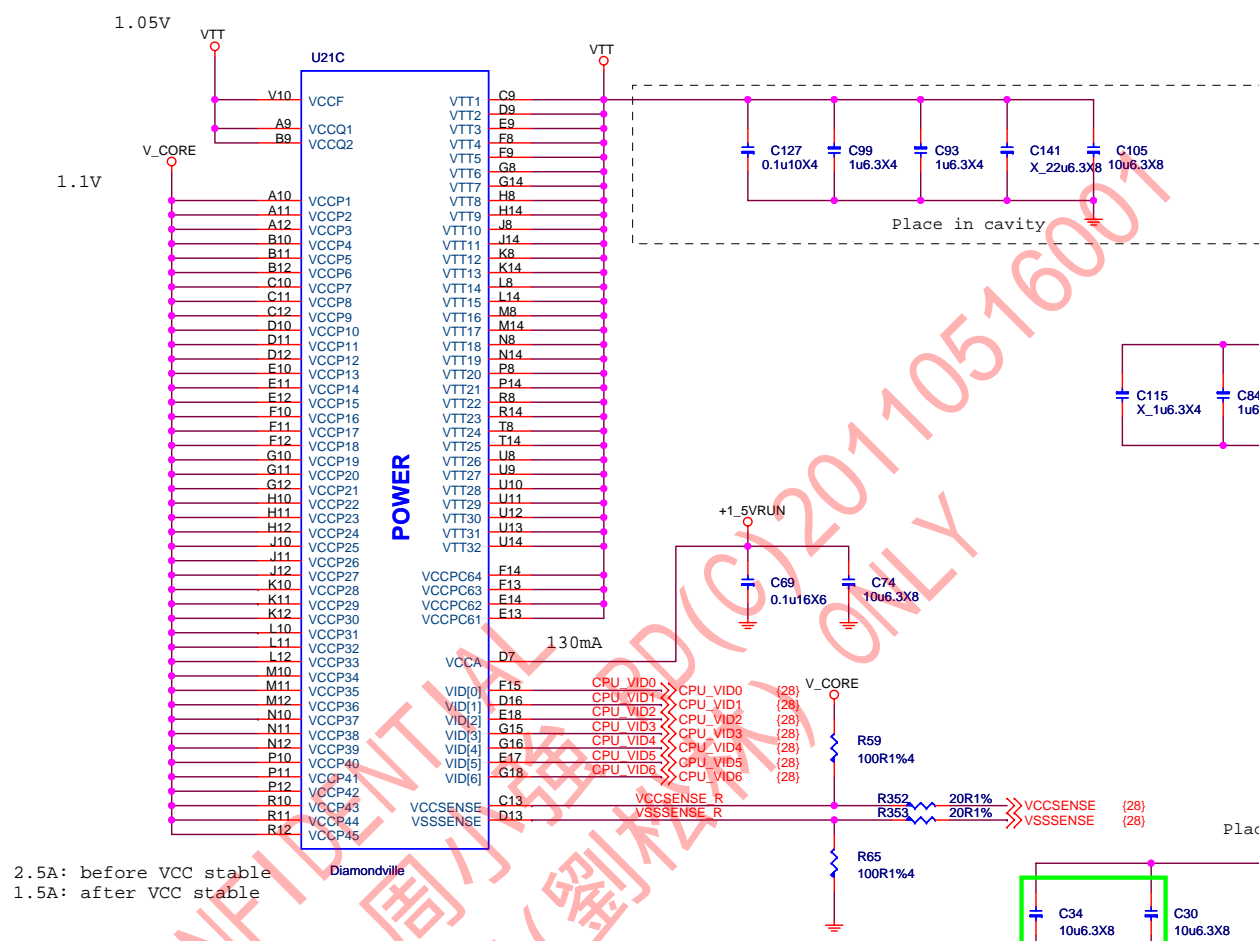 1.05V
VTT
U21C
VTT
V10 VCCF
A9 VCCQ1
B9 VCCQ2
V_CORE
1.1V
A10 VCCP1
A11 VCCP2
A12 VCCP3
B10 VCCP4
B11 VCCP5
B12 VCCP6
C10 VCCP7
C11 VCCP8
C12 VCCP9
D10 VCCP10
D11 VCCP11
D12 VCCP12
E10 VCCP13
E11 VCCP14
E12 VCCP15
F10 VCCP16
F11 VCCP17
F12 VCCP18
G10 VCCP19
G11 VCCP20
G12 VCCP21
H10 VCCP22
H11 VCCP23
H12 VCCP24
J10 VCCP25
J11 VCCP26
J12 VCCP27
K10 VCCP28
K11 VCCP29
K12 VCCP30
L10 VCCP31
L11 VCCP32
L12 VCCP33
M10 VCCP34
M11 VCCP35
M12 VCCP36
N10 VCCP37
N11 VCCP38
N12 VCCP39
P10 VCCP40
P11 VCCP41
P12 VCCP42
R10 VCCP43
R11 VCCP44
R12 VCCP45
POWER
VTT1 C9
VTT2 D9
VTT3 E9
VTT4 F8
VTT5 F9
VTT6 G8
VTT7 G14
VTT8 H8
VTT9 H14
VTT10 J8
VTT11 J14
VTT12 K8
VTT13 K14
VTT14 L8
VTT15 L14
VTT16 M8
VTT17 M14
VTT18 N8
VTT19 N14
VTT20 P8
VTT21 P14
VTT22 R8
VTT23 R14
VTT24 T8
VTT25 T14
VTT26 U8
VTT27 U9
VTT28 U10
VTT29 U11
VTT30 U12
VTT31 U13
VTT32 U14
VCCPC64 F14
VCCPC63 F13
VCCPC62 E14
VCCPC61 E13
VCCA D7
130mA
VID[0] F15 CPU_VID0 CPU_VID0 {28}
VID[1] D16 CPU_VID1 CPU_VID1 {28}
VID[2] E18 CPU_VID2 CPU_VID2 {28}
VID[3] G15 CPU_VID3 CPU_VID3 {28}
VID[4] G16 CPU_VID4 CPU_VID4 {28}
VID[5] E17 CPU_VID5 CPU_VID5 {28}
VID[6] G18 CPU_VID6 CPU_VID6 {28}
VCCSENSE C13 VCCSENSE_R R352 20R1% VCCSENSE {28}
VSSSENSE D13 VSSSENSE_R R353 20R1% VSSSENSE {28}
Diamondville
2.5A: before VCC stable
1.5A: after VCC stable
C127
0.1u10X4
C99
1u6.3X4
C93
1u6.3X4
C141
X_22u6.3X8
C105
10u6.3X8
Place in cavity
C115
X_1u6.3X4
C84
1u6
+1_5VRUN
C69
0.1u16X6
C74
10u6.3X8
V_CORE
R59
100R1%4
R65
100R1%4
Plac
C34
10u6.3X8
C30
10u6.3X8
NFIDENTIAL
周小強 RD(C)20110516001
(劉松林) ONLY